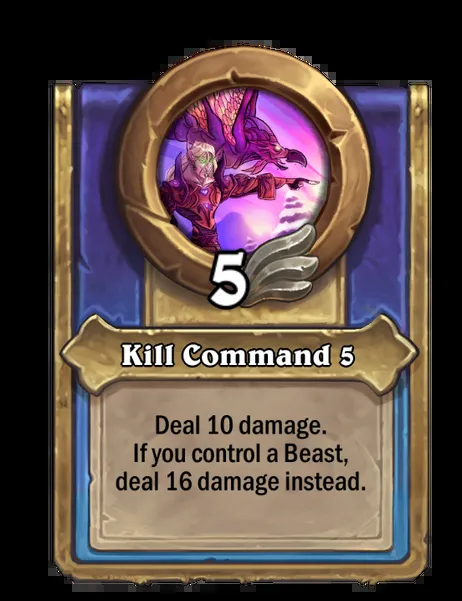 5
Kill Command 5
Deal 10 damage.
If you control a Beast,
deal 16 damage instead.